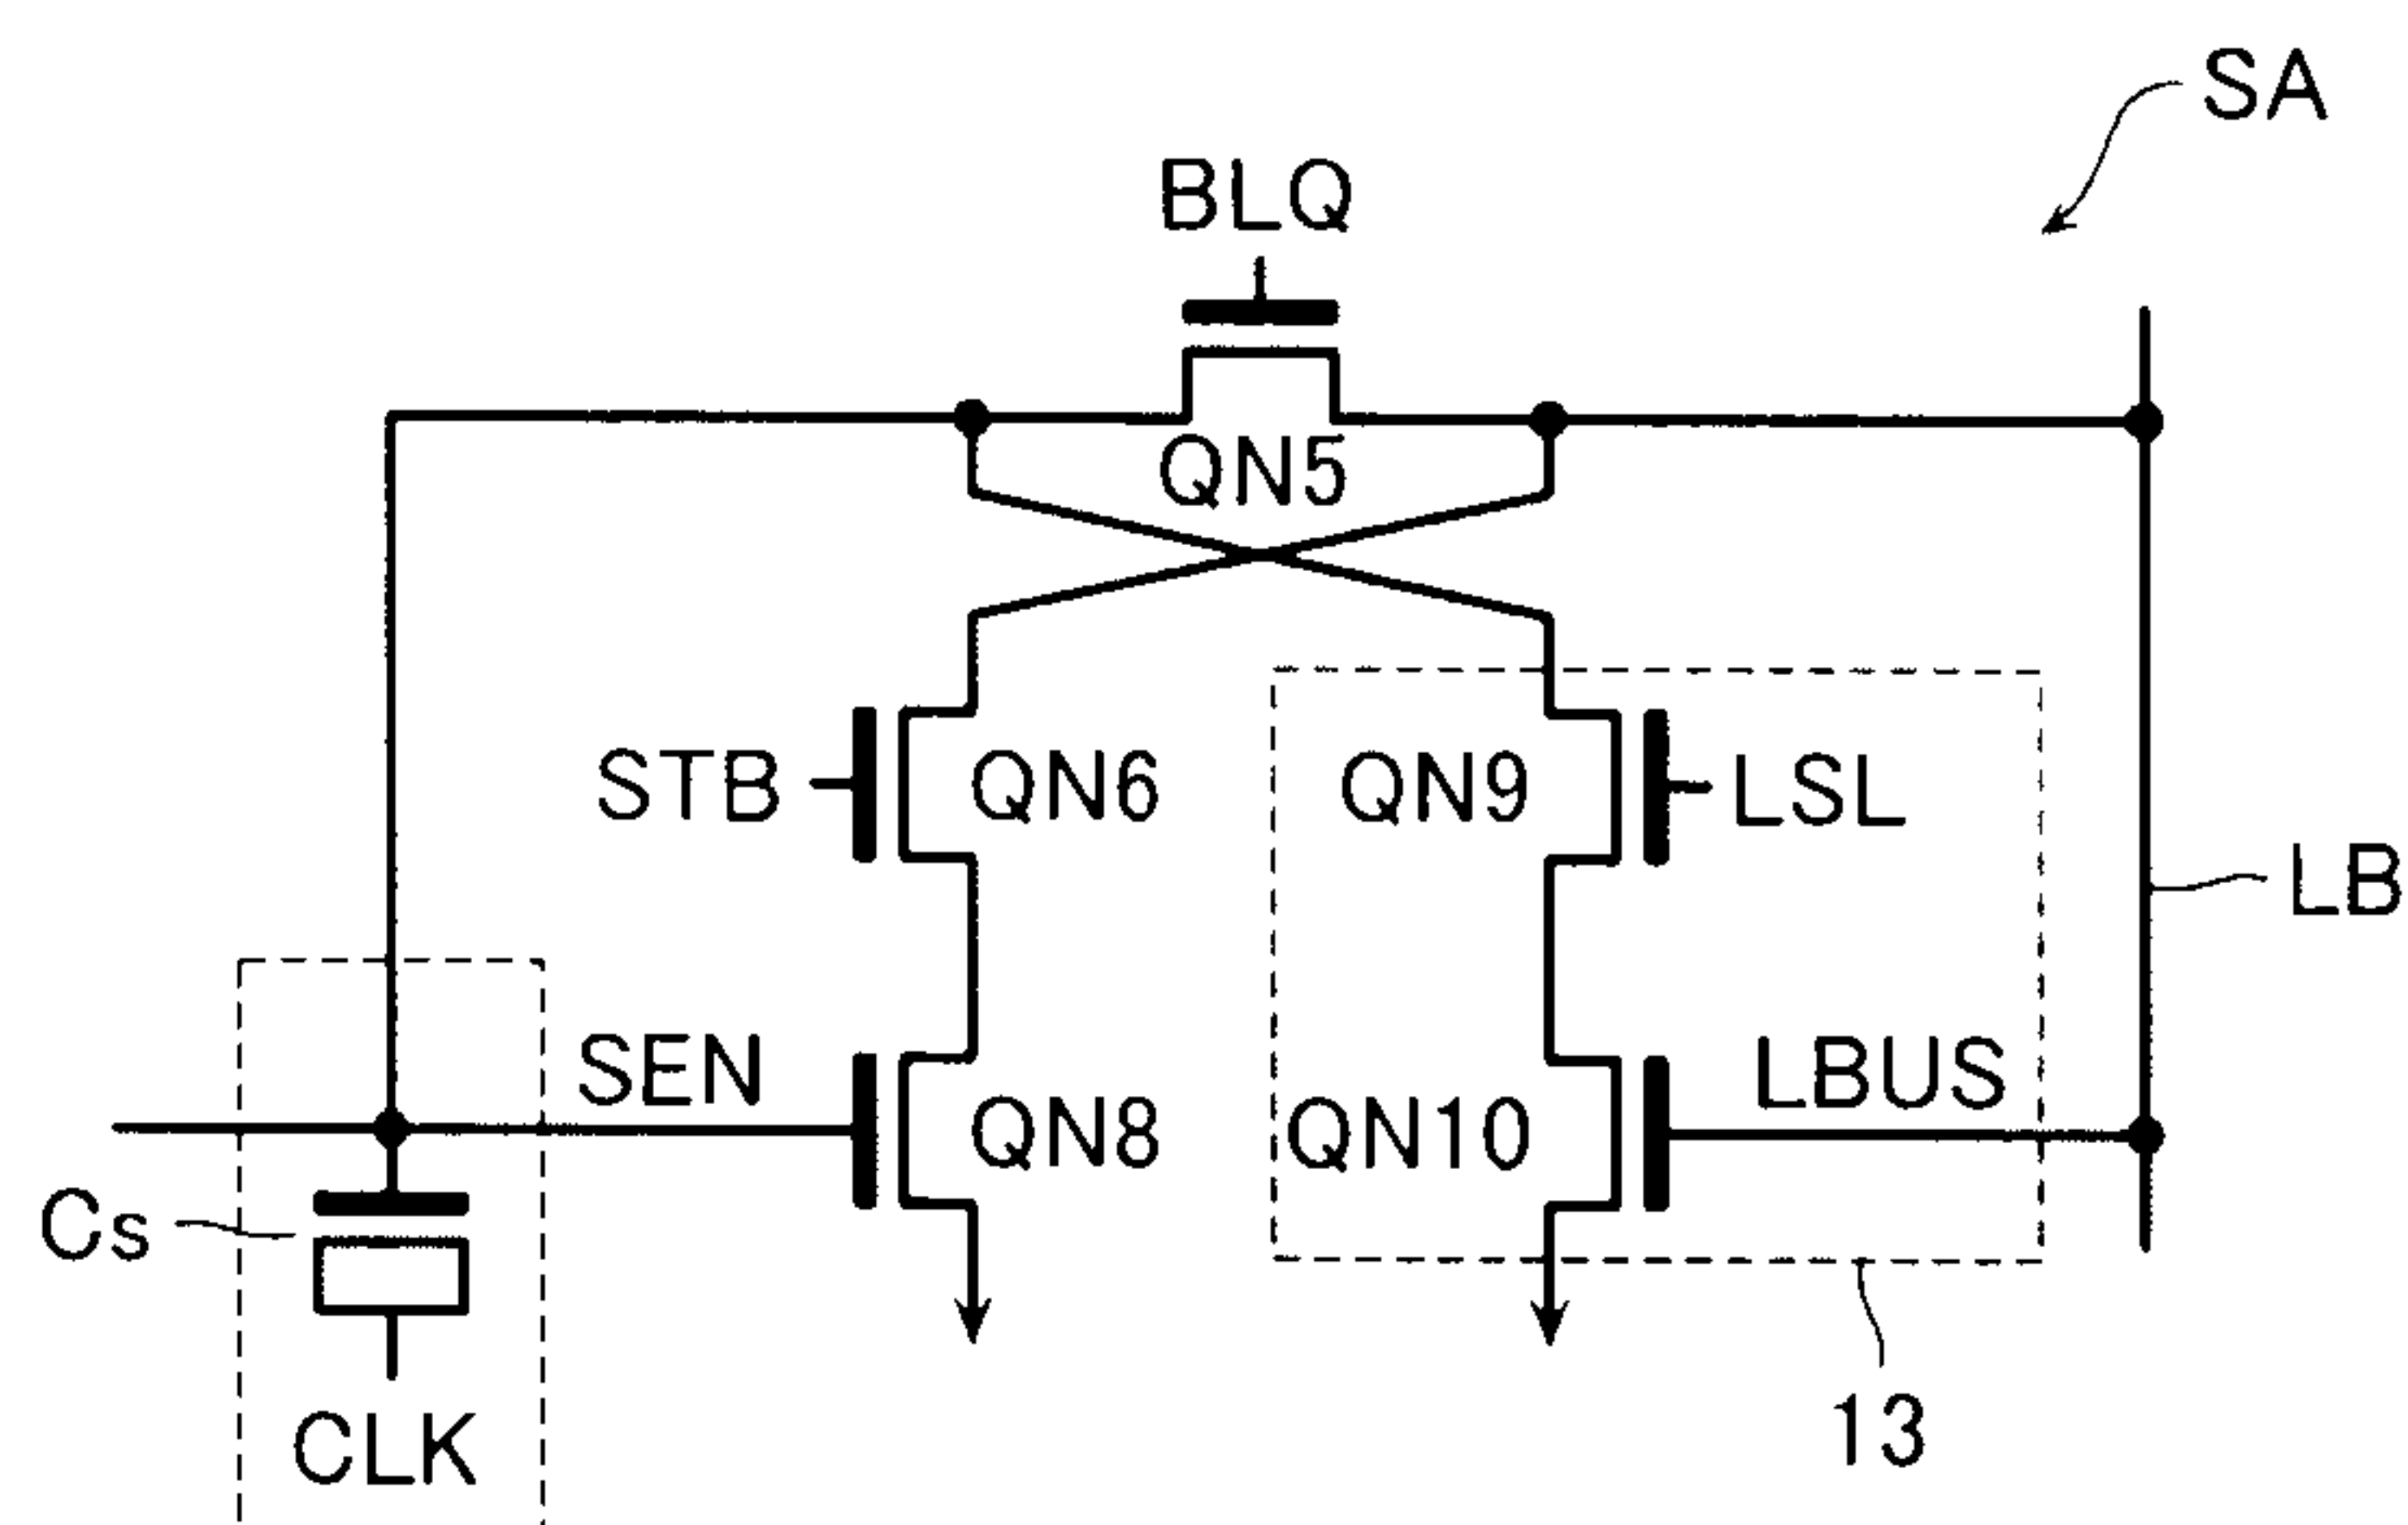 SA
BLQ
QN5
STB QN6 QN9 LSL
LB
SEN LBUS
QN8 QN10
Cs
CLK
13